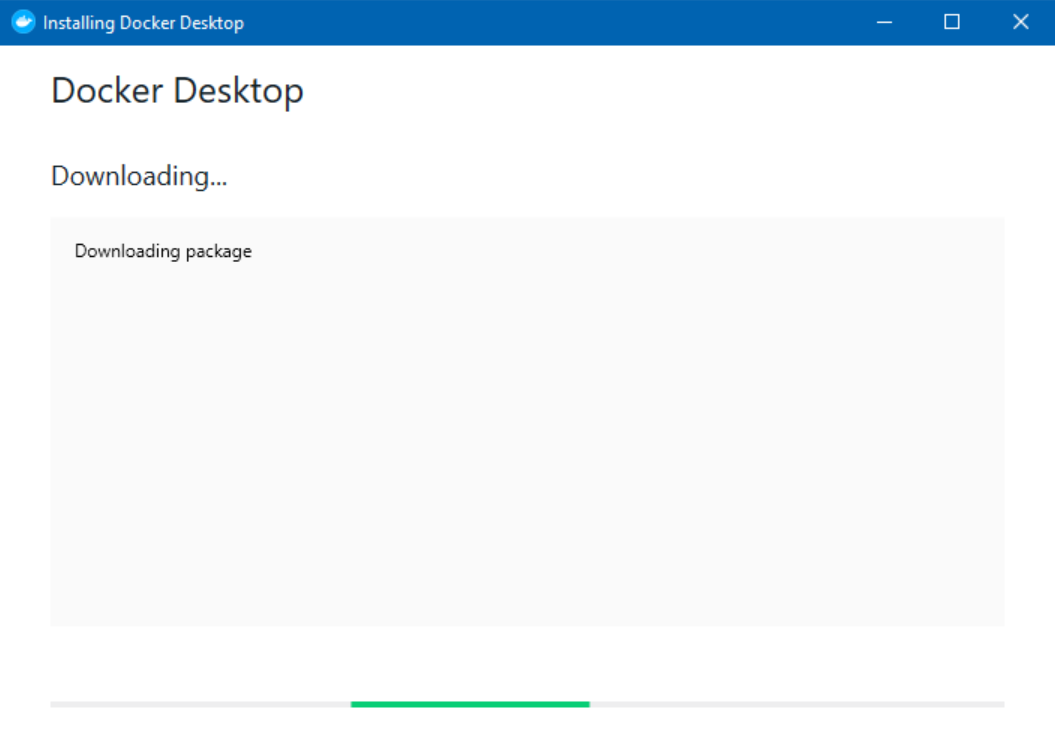 Installing Docker Desktop
Docker Desktop
Downloading...
Downloading package